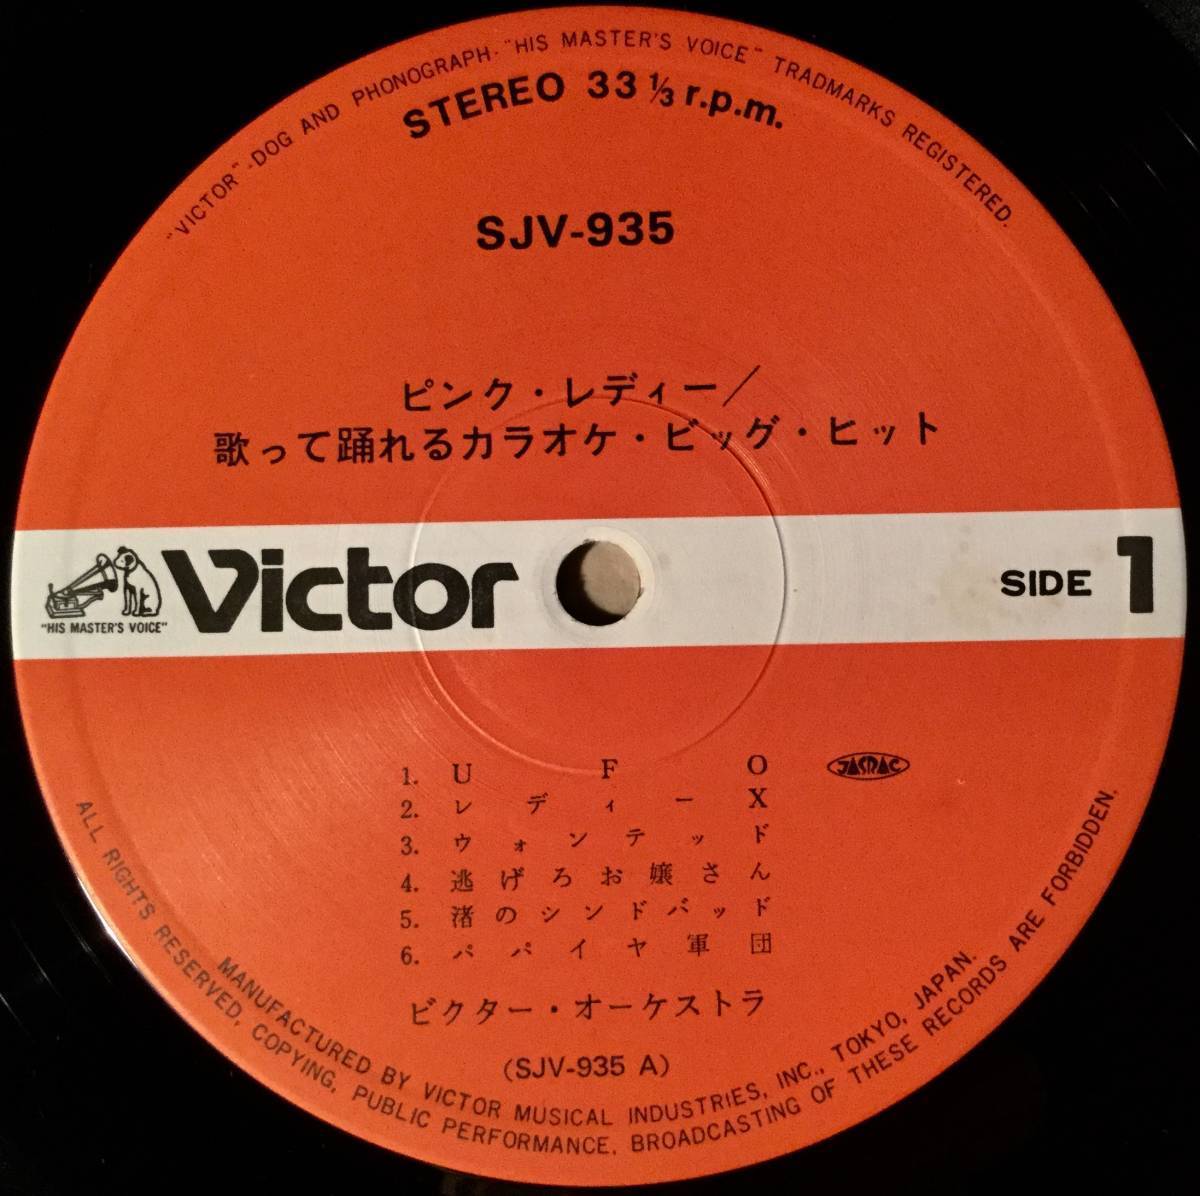 "VICTOR"-DOG AND PHONOGRAPH-"HIS MASTER'S VOICE" TRADMARKS REGISTERED.
STEREO 33 1/3 r.p.m.
SJV-935
ピンク・レディー/
歌って踊れるカラオケ・ビッグ・ヒット
"HIS MASTER'S VOICE"
Victor
SIDE 1
1. UFO
JASRAC
2. レディーX
3. ウォンテッド
4. 逃げろお嬢さん
5. 渚のシンドバッド
6. パパイヤ軍団
ビクター・オーケストラ
(SJV-935 A)
MANUFACTURED BY VICTOR MUSICAL INDUSTRIES, INC., TOKYO, JAPAN.
ALL RIGHTS RESERVED, COPYING, PUBLIC PERFORMANCE, BROADCASTING OF THESE RECORDS ARE FORBIDDEN.